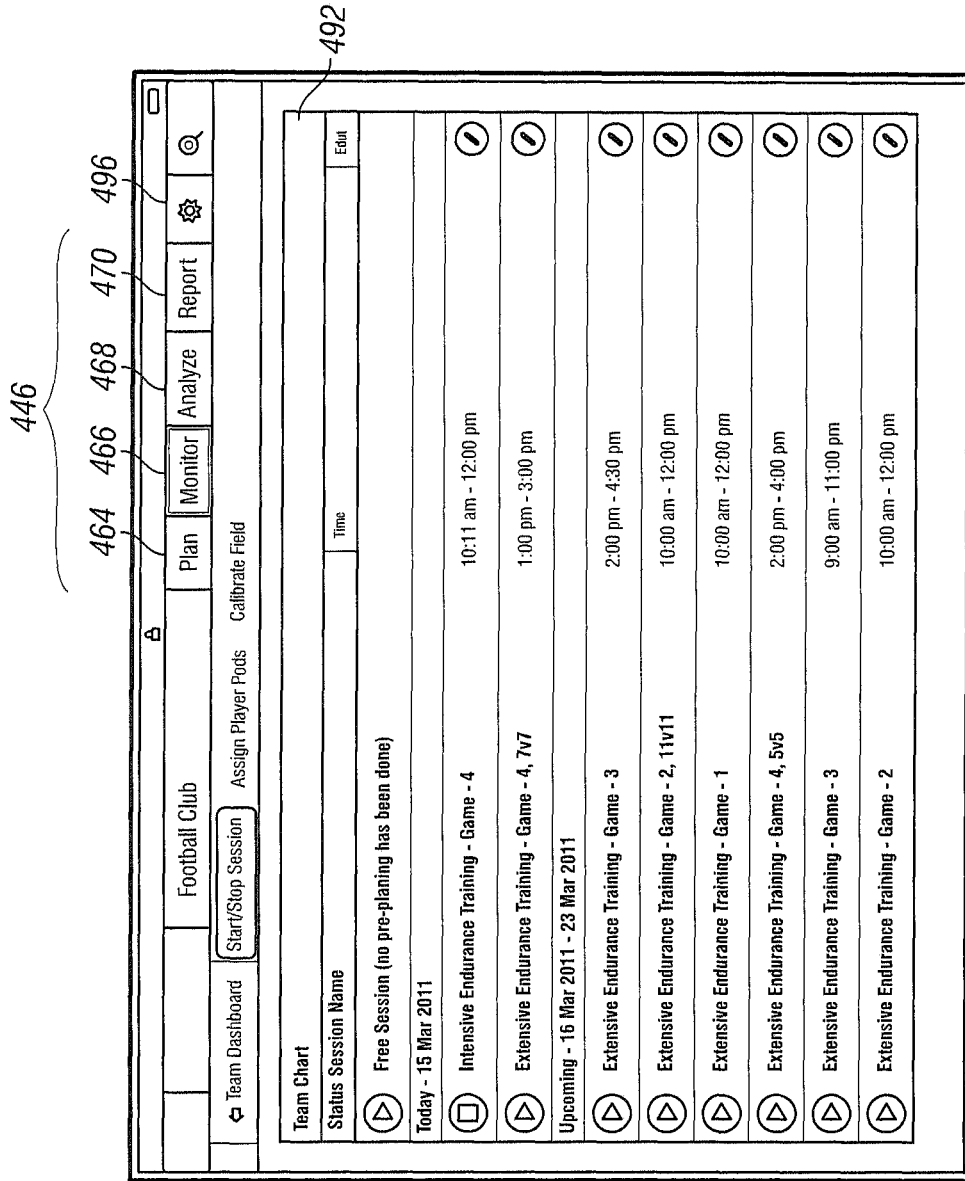 446
464 466 468 470 496
Football Club Plan Monitor Analyze Report
Team Dashboard Start/Stop Session Assign Player Pods Calibrate Field
492
Team Chart
Status Session Name Time Edut
Free Session (no pre-planing has been done)
Today - 15 Mar 2011
Intensive Endurance Training - Game - 4 10:11 am - 12:00 pm
Extensive Endurance Training - Game - 4, 7v7 1:00 pm - 3:00 pm
Upcoming - 16 Mar 2011 - 23 Mar 2011
Extensive Endurance Training - Game - 3 2:00 pm - 4:30 pm
Extensive Endurance Training - Game - 2, 11v11 10:00 am - 12:00 pm
Extensive Endurance Training - Game - 1 10:00 am - 12:00 pm
Extensive Endurance Training - Game - 4, 5v5 2:00 pm - 4:00 pm
Extensive Endurance Training - Game - 3 9:00 am - 11:00 pm
Extensive Endurance Training - Game - 2 10:00 am - 12:00 pm